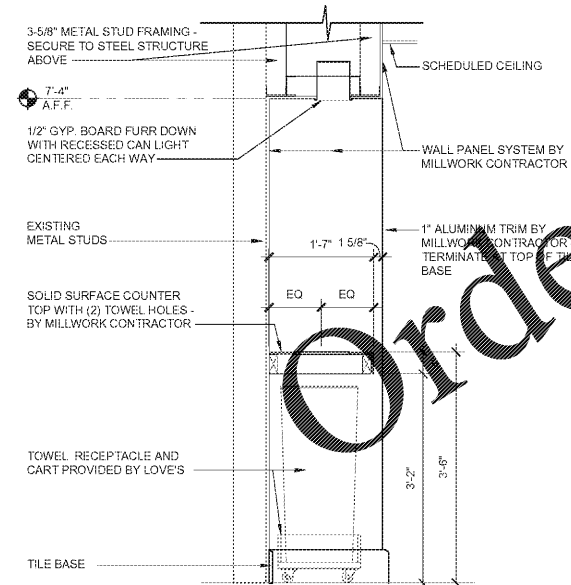 3-5/8" METAL STUD FRAMING -
SECURE TO STEEL STRUCTURE
ABOVE
SCHEDULED CEILING
7'-4"
A.F.F.
1/2" GYP. BOARD FURR DOWN
WITH RECESSED CAN LIGHT
CENTERED EACH WAY
WALL PANEL SYSTEM BY
MILLWORK CONTRACTOR
EXISTING
METAL STUDS
1" ALUMINUM TRIM BY
MILLWORK CONTRACTOR
TERMINATE AT TOP OF
BASE
1'-7" 1 5/8"
EQ EQ
SOLID SURFACE COUNTER
TOP WITH (2) TOWEL HOLES -
BY MILLWORK CONTRACTOR
TOWEL RECEPTACLE AND
CART PROVIDED BY LOVE'S
3'-2"
3'-6"
TILE BASE
Orde